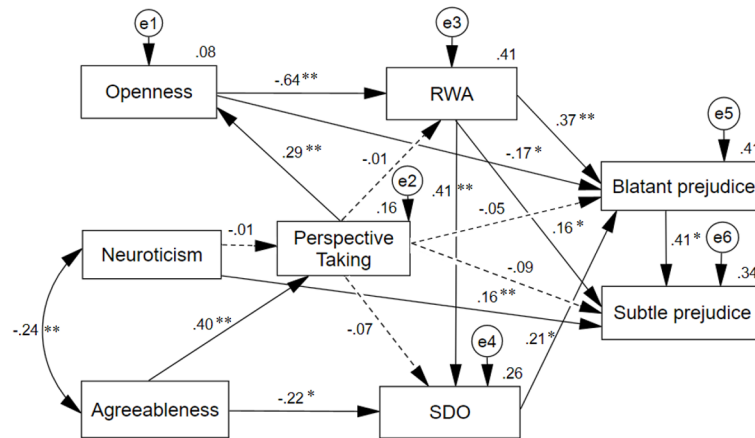 e1
e3
.08
.41
Openness
-.64 **
RWA
.37 **
e5
-.17 *
.41
.29 **
-.01
e2
.41 **
Blatant prejudice
.16
-.05
.16 *
-.01
Perspective
Taking
.41 *
e6
Neuroticism
-.09
.34
.16 **
Subtle prejudice
-.24 **
.40 **
-.07
.21 *
e4
.26
Agreeableness
-.22 *
SDO